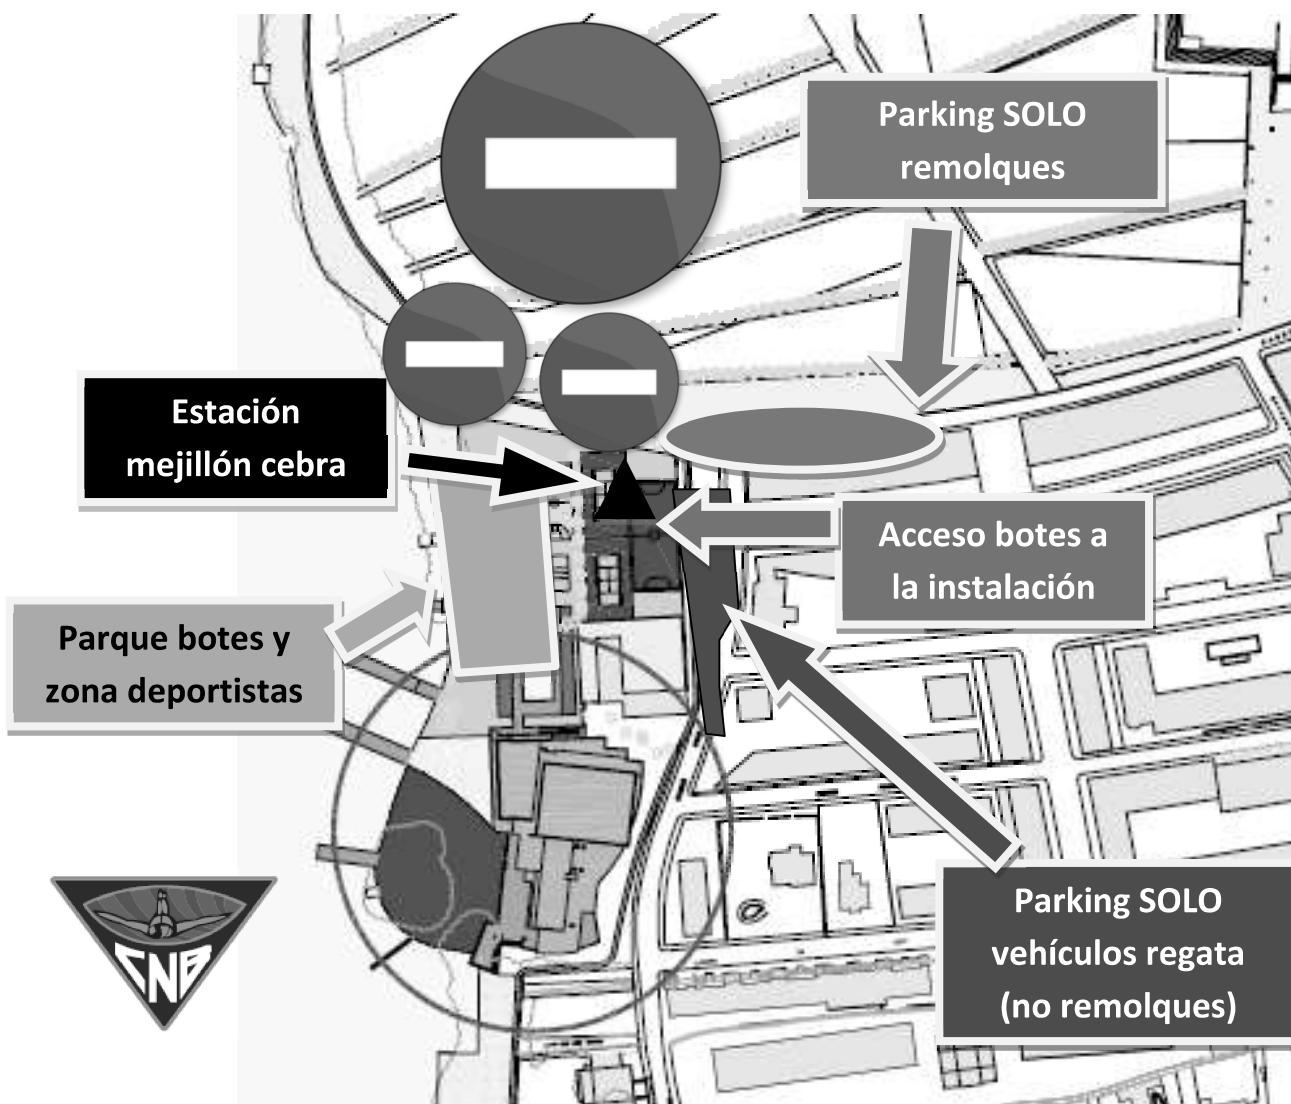 Parking SOLO
remolques
Estación
mejillón cebra
Acceso botes a
la instalación
Parque botes y
zona deportistas
Parking SOLO
vehículos regata
(no remolques)
CNB